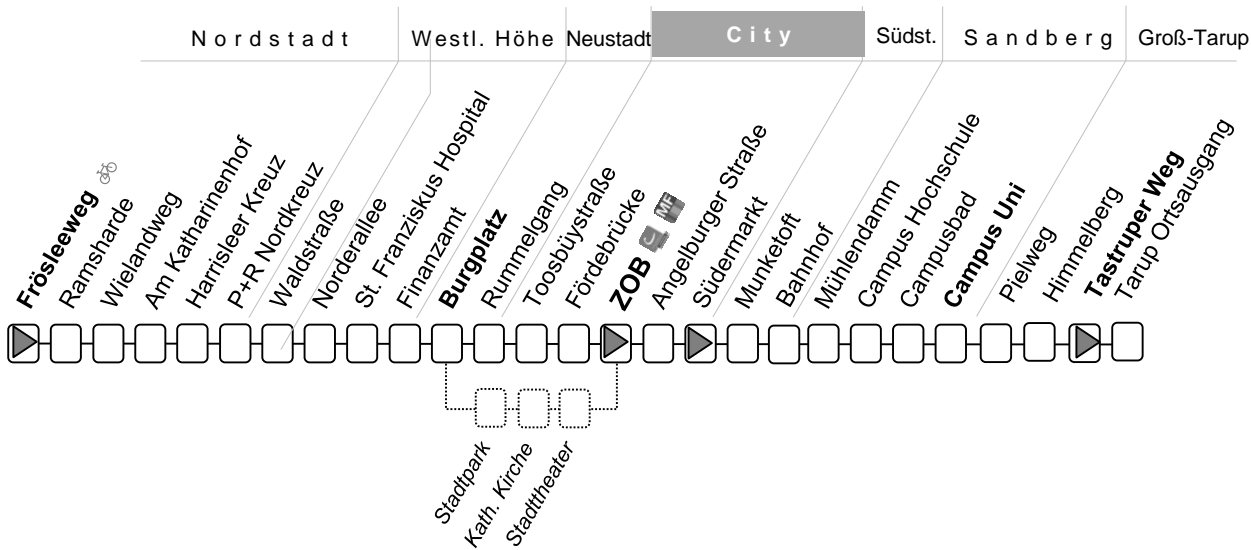 Nordstadt
Westl. Höhe
Neustadt
City
Südst.
Sandberg
Groß-Tarup
Frösleeweg
Ramsharde
Wielandweg
Am Katharinenhof
Harrisleer Kreuz
P+R Nordkreuz
Waldstraße
Norderallee
St. Franziskus Hospital
Finanzamt
Burgplatz
Rummelgang
Toosbüystraße
Fördebrücke
ZOB
MF
Angelburger Straße
Südermarkt
Munketoft
Bahnhof
Mühlendamm
Campus Hochschule
Campusbad
Campus Uni
Pielweg
Himmelberg
Tastruper Weg
Tarup Ortsausgang
Stadtpark
Kath. Kirche
Stadttheater